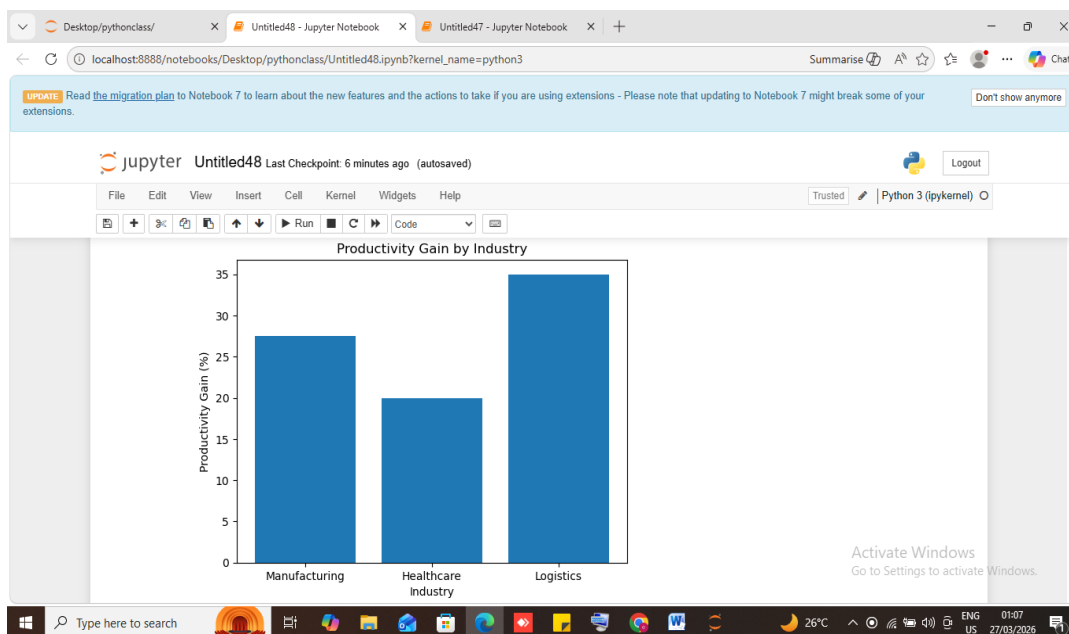 Desktop/pythonclass/
Untitled48 - Jupyter Notebook
Untitled47 - Jupyter Notebook
localhost:8888/notebooks/Desktop/pythonclass/Untitled48.ipynb?kernel_name=python3
Summarise
Chat
UPDATE Read the migration plan to Notebook 7 to learn about the new features and the actions to take if you are using extensions - Please note that updating to Notebook 7 might break some of your
extensions.
Don't show anymore
jupyter Untitled48 Last Checkpoint: 6 minutes ago (autosaved)
Logout
File Edit View Insert Cell Kernel Widgets Help
Trusted
Python 3 (ipykernel)
Run
Code
Productivity Gain by Industry
35
30
25
20
15
10
5
0
Productivity Gain (%)
Manufacturing Healthcare Logistics
Industry
Activate Windows
Go to Settings to activate Windows.
Type here to search
26°C
ENG
US
01:07
27/03/2026